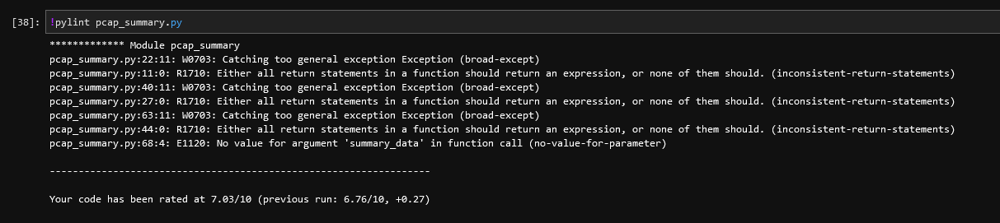 [38]: !pylint pcap_summary.py
************* Module pcap_summary
pcap_summary.py:22:11: W0703: Catching too general exception Exception (broad-except)
pcap_summary.py:11:0: R1710: Either all return statements in a function should return an expression, or none of them should. (inconsistent-return-statements)
pcap_summary.py:40:11: W0703: Catching too general exception Exception (broad-except)
pcap_summary.py:27:0: R1710: Either all return statements in a function should return an expression, or none of them should. (inconsistent-return-statements)
pcap_summary.py:63:11: W0703: Catching too general exception Exception (broad-except)
pcap_summary.py:44:0: R1710: Either all return statements in a function should return an expression, or none of them should. (inconsistent-return-statements)
pcap_summary.py:68:4: E1120: No value for argument 'summary_data' in function call (no-value-for-parameter)
------------------------------------------------------------------
Your code has been rated at 7.03/10 (previous run: 6.76/10, +0.27)